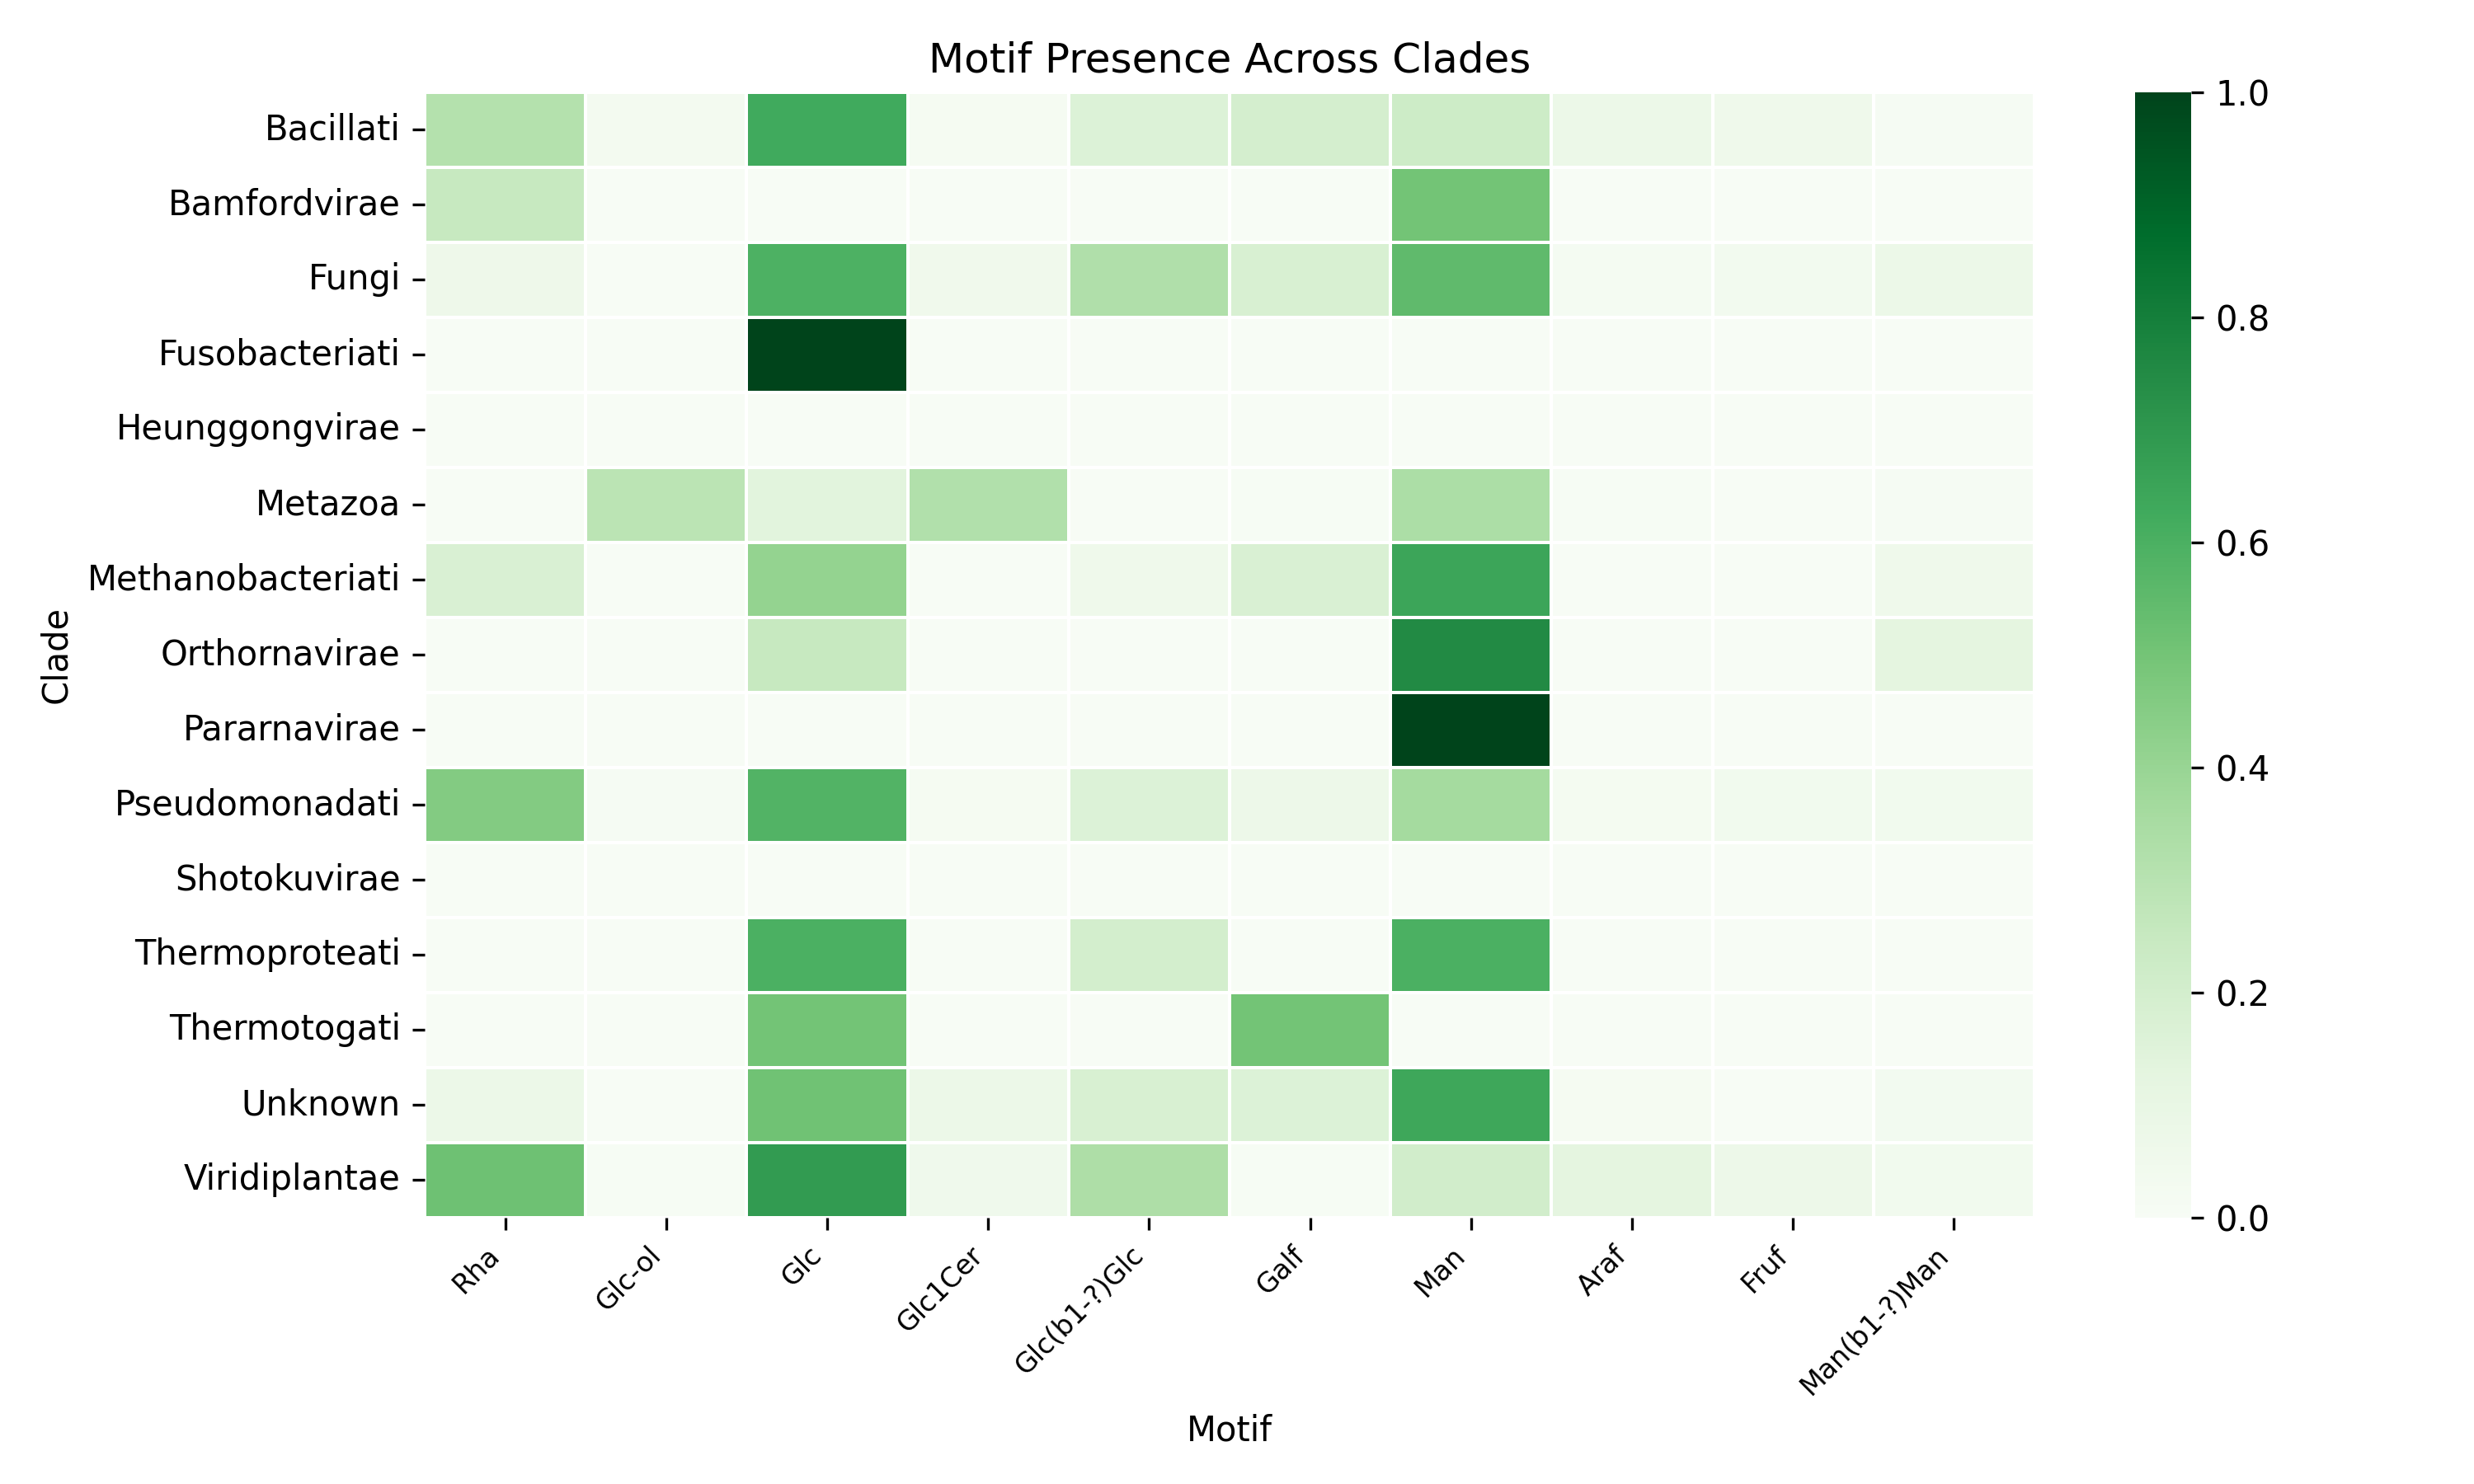 Motif Presence Across Clades
Clade
Bacillati
Bamfordvirae
Fungi
Fusobacteriati
Heunggongvirae
Metazoa
Methanobacteriati
Orthornavirae
Pararnavirae
Pseudomonadati
Shotokuvirae
Thermoproteati
Thermotogati
Unknown
Viridiplantae
Rha
Glc-ol
Glc
Glc1Cer
Glc(b1-?)Glc
Galf
Man
Araf
Fruf
Man(b1-?)Man
Motif
1.0
0.8
0.6
0.4
0.2
0.0